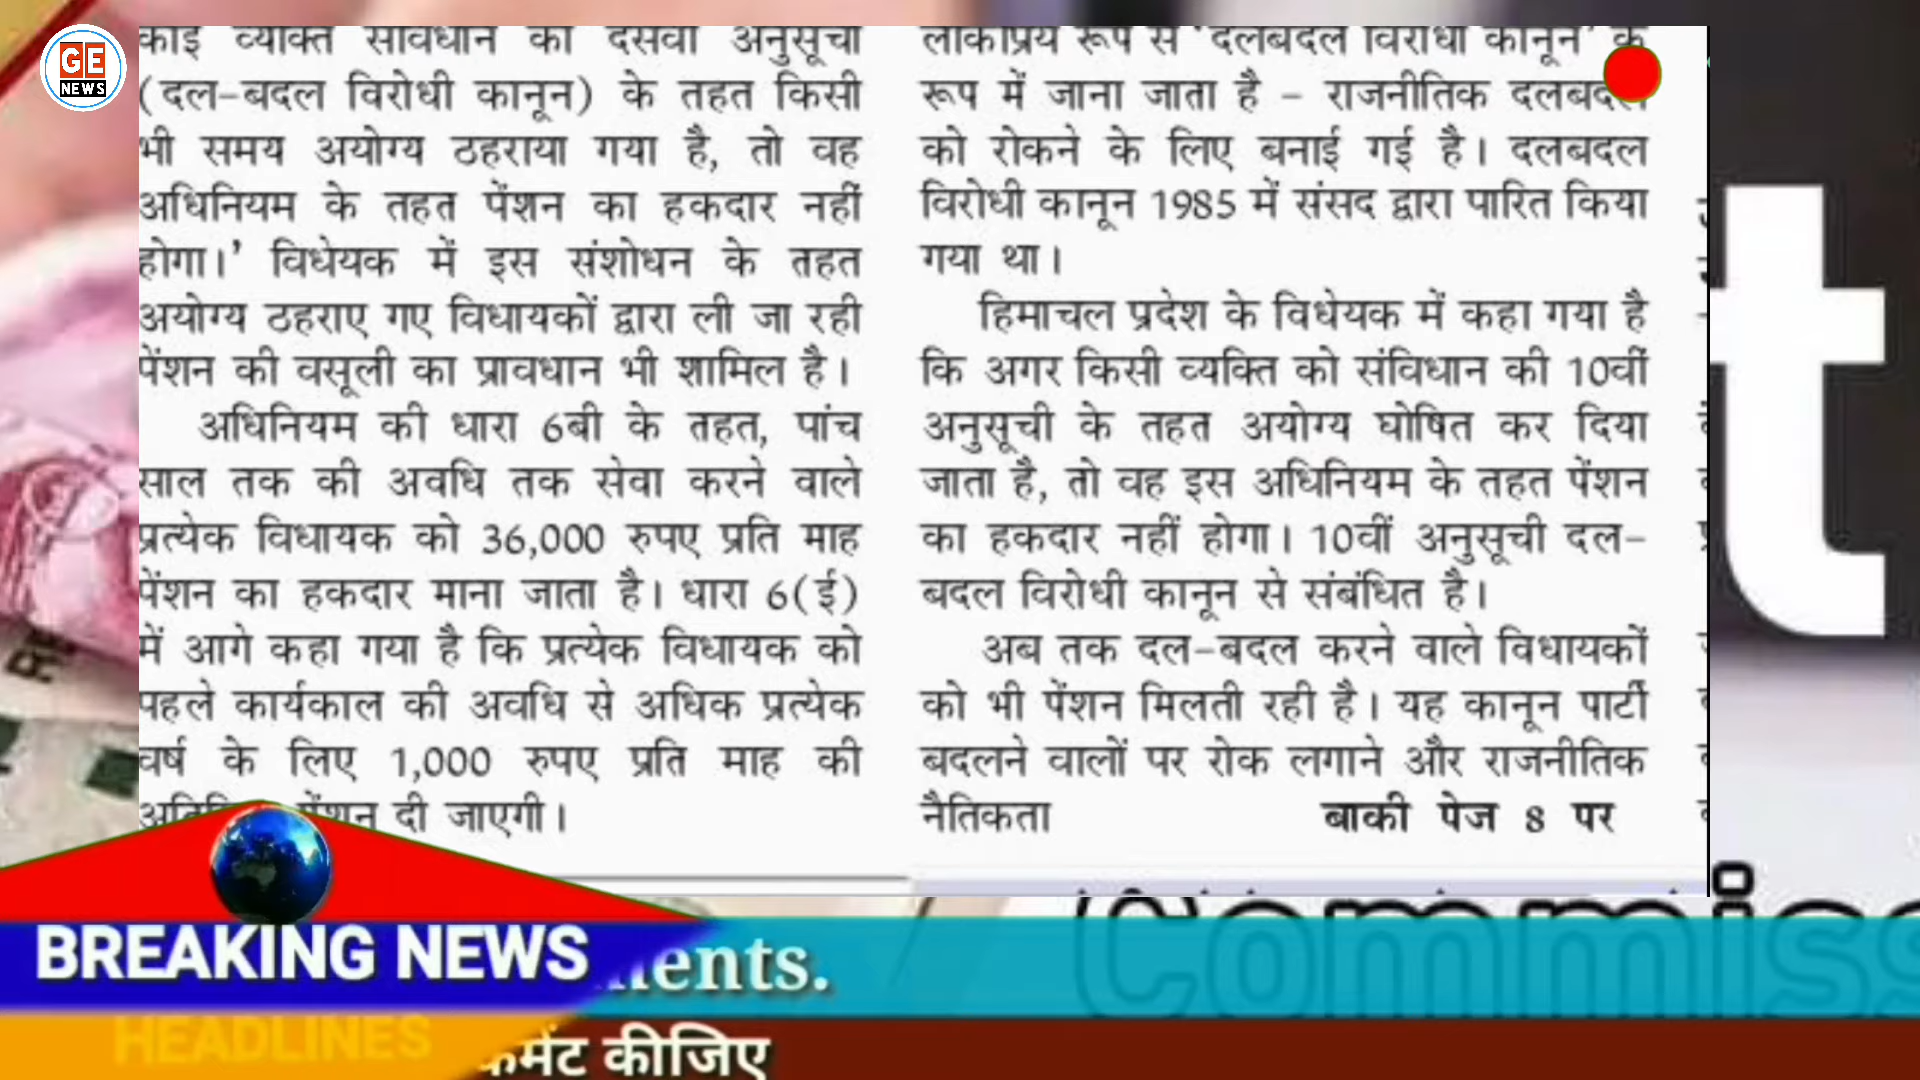 GE
NEWS
कोई व्यक्ति संविधान की दसवीं अनुसूची
(दल-बदल विरोधी कानून) के तहत किसी
भी समय अयोग्य ठहराया गया है, तो वह
अधिनियम के तहत पेंशन का हकदार नहीं
होगा।’ विधेयक में इस संशोधन के तहत
अयोग्य ठहराए गए विधायकों द्वारा ली जा रही
पेंशन की वसूली का प्रावधान भी शामिल है।
अधिनियम की धारा 6बी के तहत, पांच
साल तक की अवधि तक सेवा करने वाले
प्रत्येक विधायक को 36,000 रुपए प्रति माह
पेंशन का हकदार माना जाता है। धारा 6(ई)
में आगे कहा गया है कि प्रत्येक विधायक को
पहले कार्यकाल की अवधि से अधिक प्रत्येक
वर्ष के लिए 1,000 रुपए प्रति माह की
पेंशन दी जाएगी।
लोकप्रिय रूप से ‘दलबदल विरोधी कानून’ के
रूप में जाना जाता है - राजनीतिक दलबदल
को रोकने के लिए बनाई गई है। दलबदल
विरोधी कानून 1985 में संसद द्वारा पारित किया
गया था।
हिमाचल प्रदेश के विधेयक में कहा गया है
कि अगर किसी व्यक्ति को संविधान की 10वीं
अनुसूची के तहत अयोग्य घोषित कर दिया
जाता है, तो वह इस अधिनियम के तहत पेंशन
का हकदार नहीं होगा। 10वीं अनुसूची दल-
बदल विरोधी कानून से संबंधित है।
अब तक दल-बदल करने वाले विधायकों
को भी पेंशन मिलती रही है। यह कानून पार्टी
बदलने वालों पर रोक लगाने और राजनीतिक
नैतिकता बाकी पेज 8 पर
t
Commiss
BREAKING NEWS ents.
HEADLINES कमेंट कीजिए